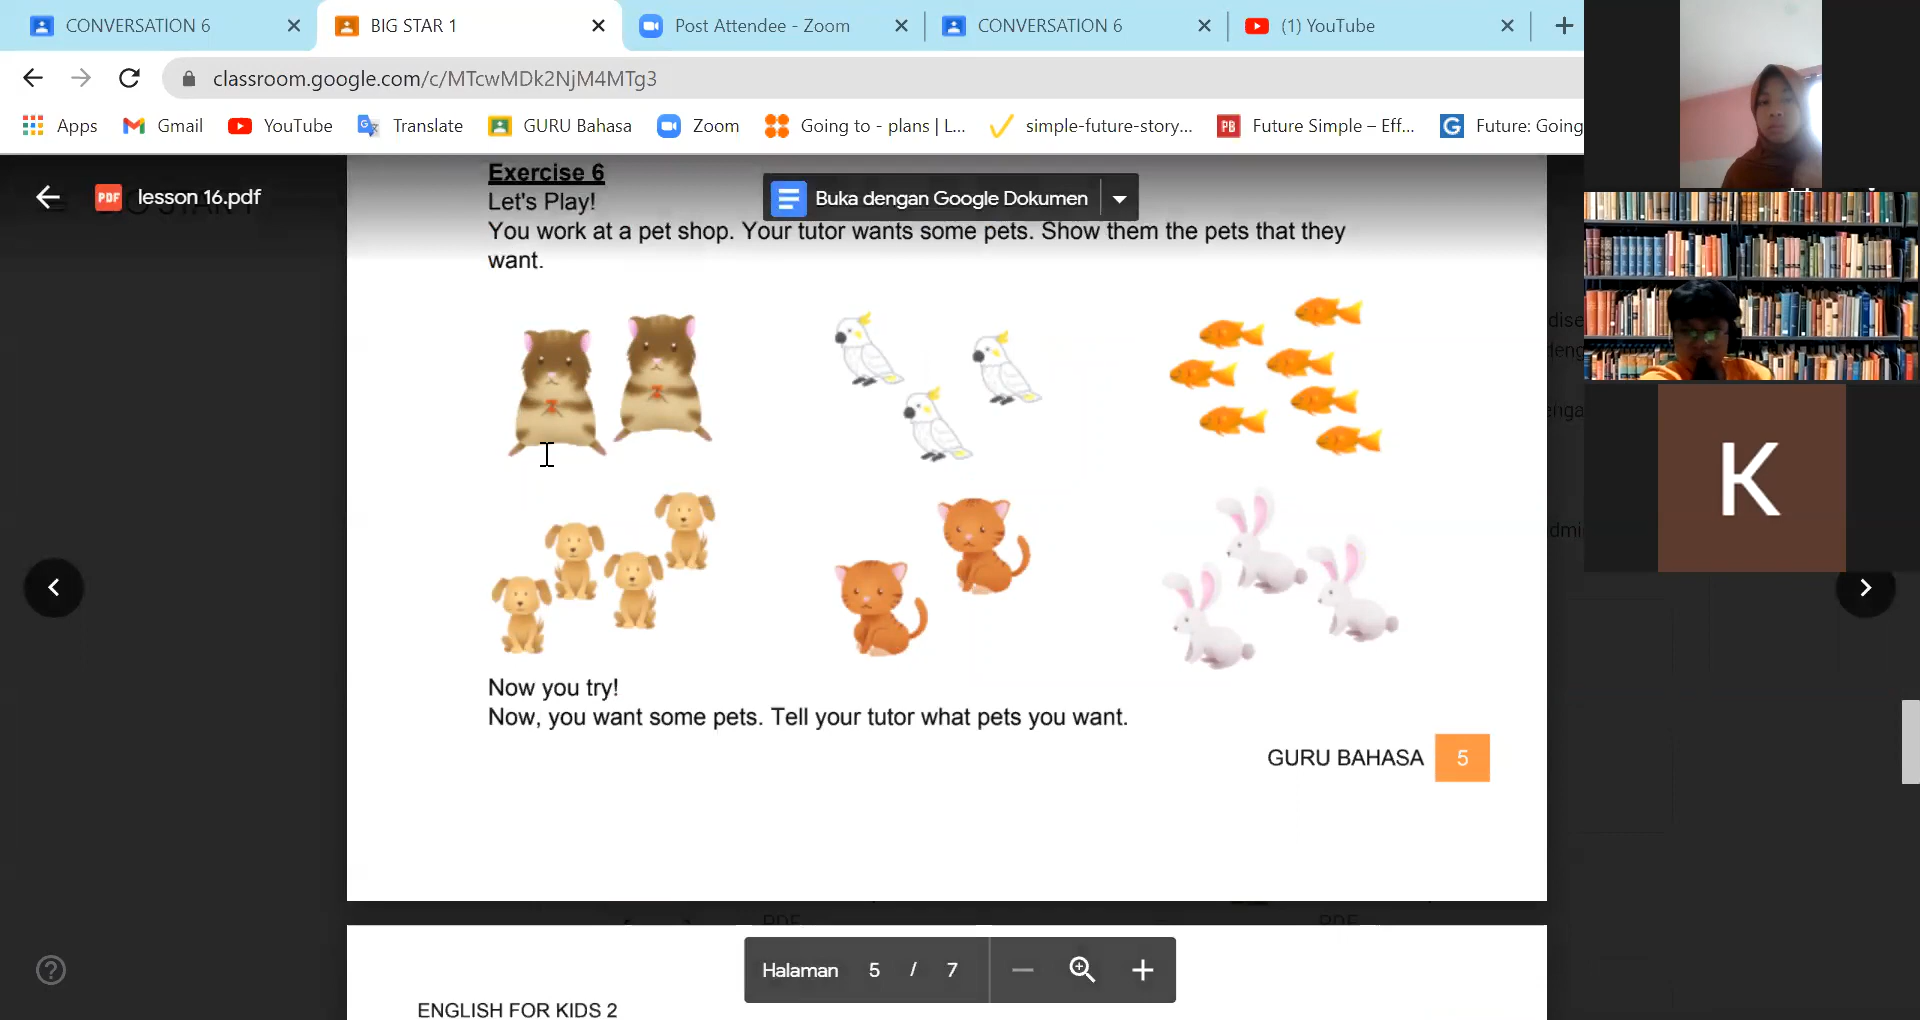 CONVERSATION 6
BIG STAR 1
Post Attendee - Zoom
CONVERSATION 6
(1) YouTube
classroom.google.com/c/MTcwMDk2NjM4MTg3
Apps
Gmail
YouTube
Translate
GURU Bahasa
Zoom
Going to - plans | L...
simple-future-story...
PB
Future Simple – Eff...
Future: Going
PDF
lesson 16.pdf
Buka dengan Google Dokumen
Exercise 6
Let's Play!
You work at a pet shop. Your tutor wants some pets. Show them the pets that they
want.
Now you try!
Now, you want some pets. Tell your tutor what pets you want.
GURU BAHASA
5
K
Halaman 5 / 7
ENGLISH FOR KIDS 2